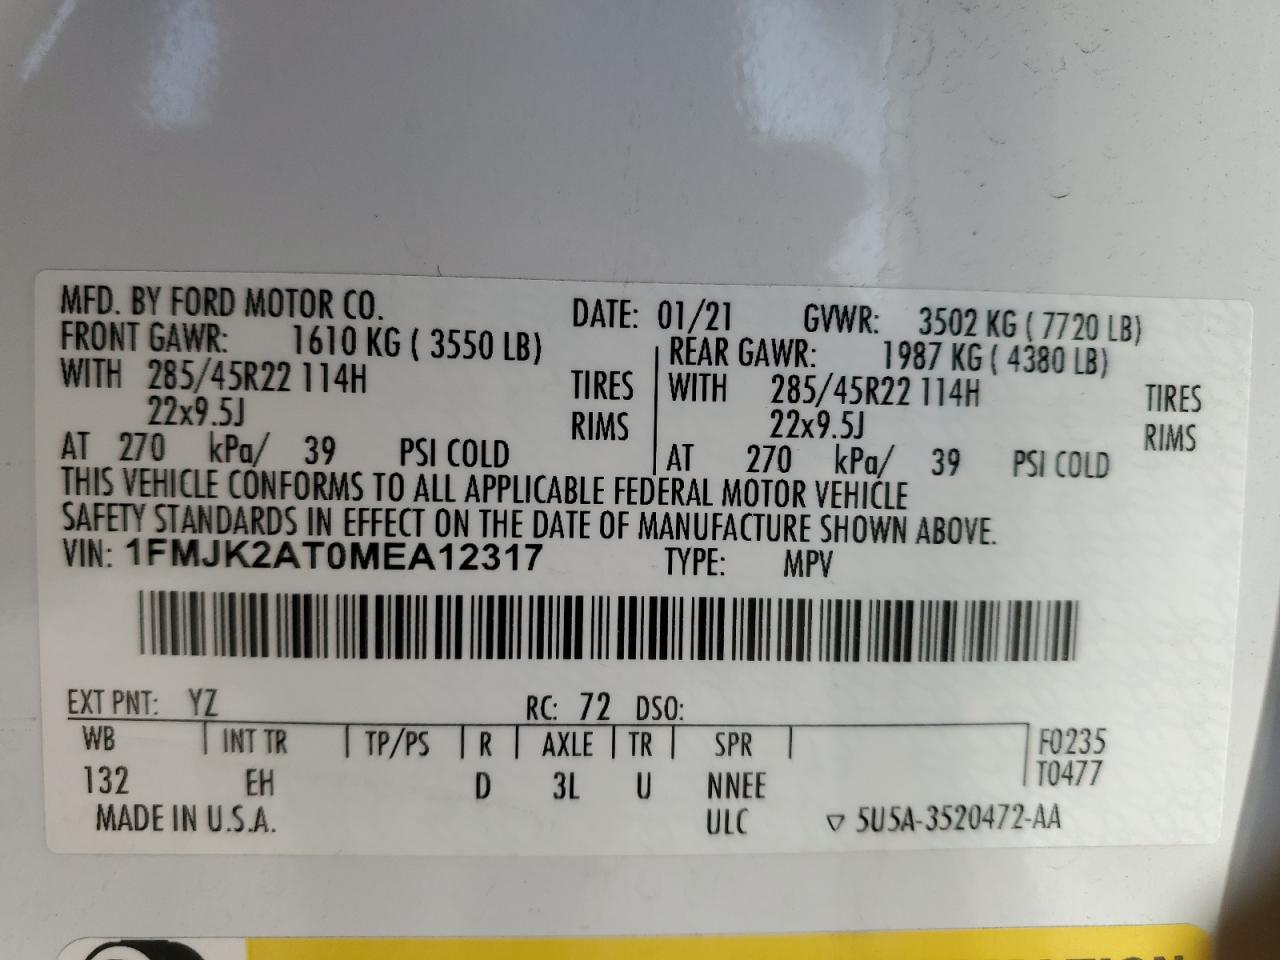 MFD. BY FORD MOTOR CO. DATE: 01/21 GVWR: 3502 KG ( 7720 LB)
FRONT GAWR: 1610 KG ( 3550 LB) REAR GAWR: 1987 KG ( 4380 LB)
WITH 285/45R22 114H TIRES WITH 285/45R22 114H TIRES
22x9.5J RIMS 22x9.5J RIMS
AT 270 kPa/ 39 PSI COLD AT 270 kPa/ 39 PSI COLD
THIS VEHICLE CONFORMS TO ALL APPLICABLE FEDERAL MOTOR VEHICLE
SAFETY STANDARDS IN EFFECT ON THE DATE OF MANUFACTURE SHOWN ABOVE.
VIN: 1FMJK2AT0MEA12317 TYPE: MPV
EXT PNT: YZ RC: 72 DSO:
WB INT TR TP/PS R AXLE TR SPR F0235
132 EH D 3L U NNEE T0477
MADE IN U.S.A. ULC ▽ 5U5A-3520472-AA